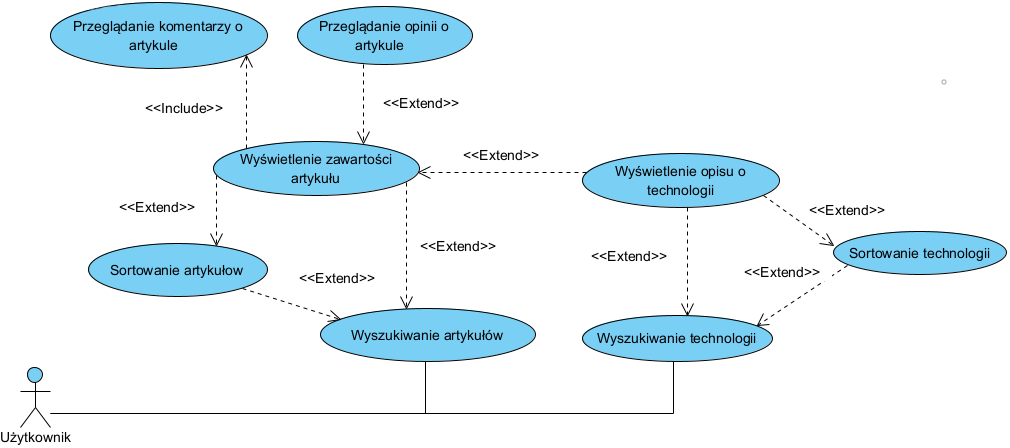 Przeglądanie komentarzy o
artykule
Przeglądanie opinii o
artykule
<<Include>>
<<Extend>>
Wyświetlenie zawartości
artykułu
<<Extend>>
Wyświetlenie opisu o
technologii
<<Extend>>
<<Extend>>
<<Extend>>
<<Extend>>
Sortowanie technologii
Sortowanie artykułow
<<Extend>>
<<Extend>>
Wyszukiwanie artykułów
Wyszukiwanie technologii
Użytkownik